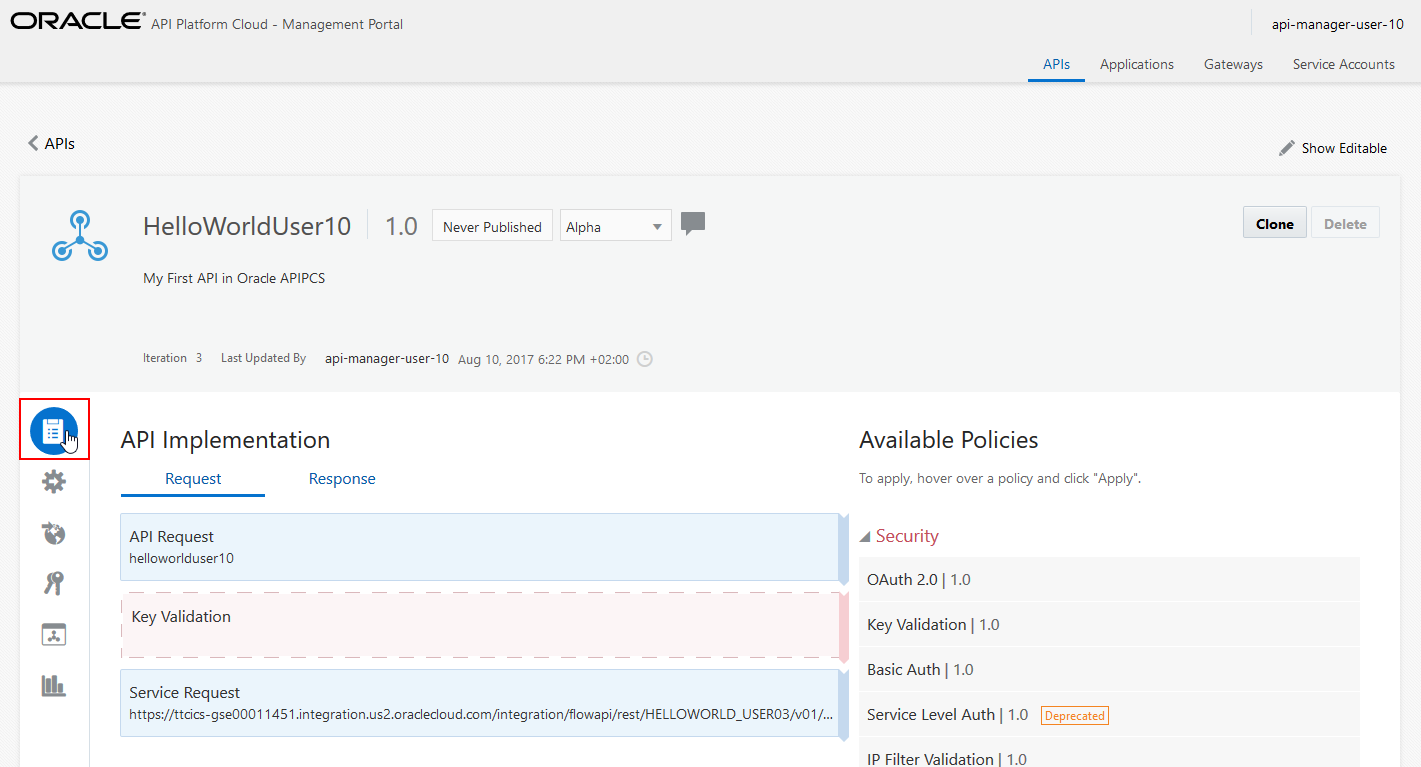 ORACLE® API Platform Cloud - Management Portal
api-manager-user-10
APIs Applications Gateways Service Accounts
APIs
Show Editable
HelloWorldUser10 1.0 Never Published Alpha
Clone Delete
My First API in Oracle APIPCS
Iteration 3 Last Updated By api-manager-user-10 Aug 10, 2017 6:22 PM +02:00
API Implementation
Request Response
API Request
helloworlduser10
Key Validation
Service Request
https://ttcics-gse00011451.integration.us2.oraclecloud.com/integration/flowapi/rest/HELLOWORLD_USER03/v01/...
Available Policies
To apply, hover over a policy and click "Apply".
Security
OAuth 2.0 | 1.0
Key Validation | 1.0
Basic Auth | 1.0
Service Level Auth | 1.0 Deprecated
IP Filter Validation | 1.0